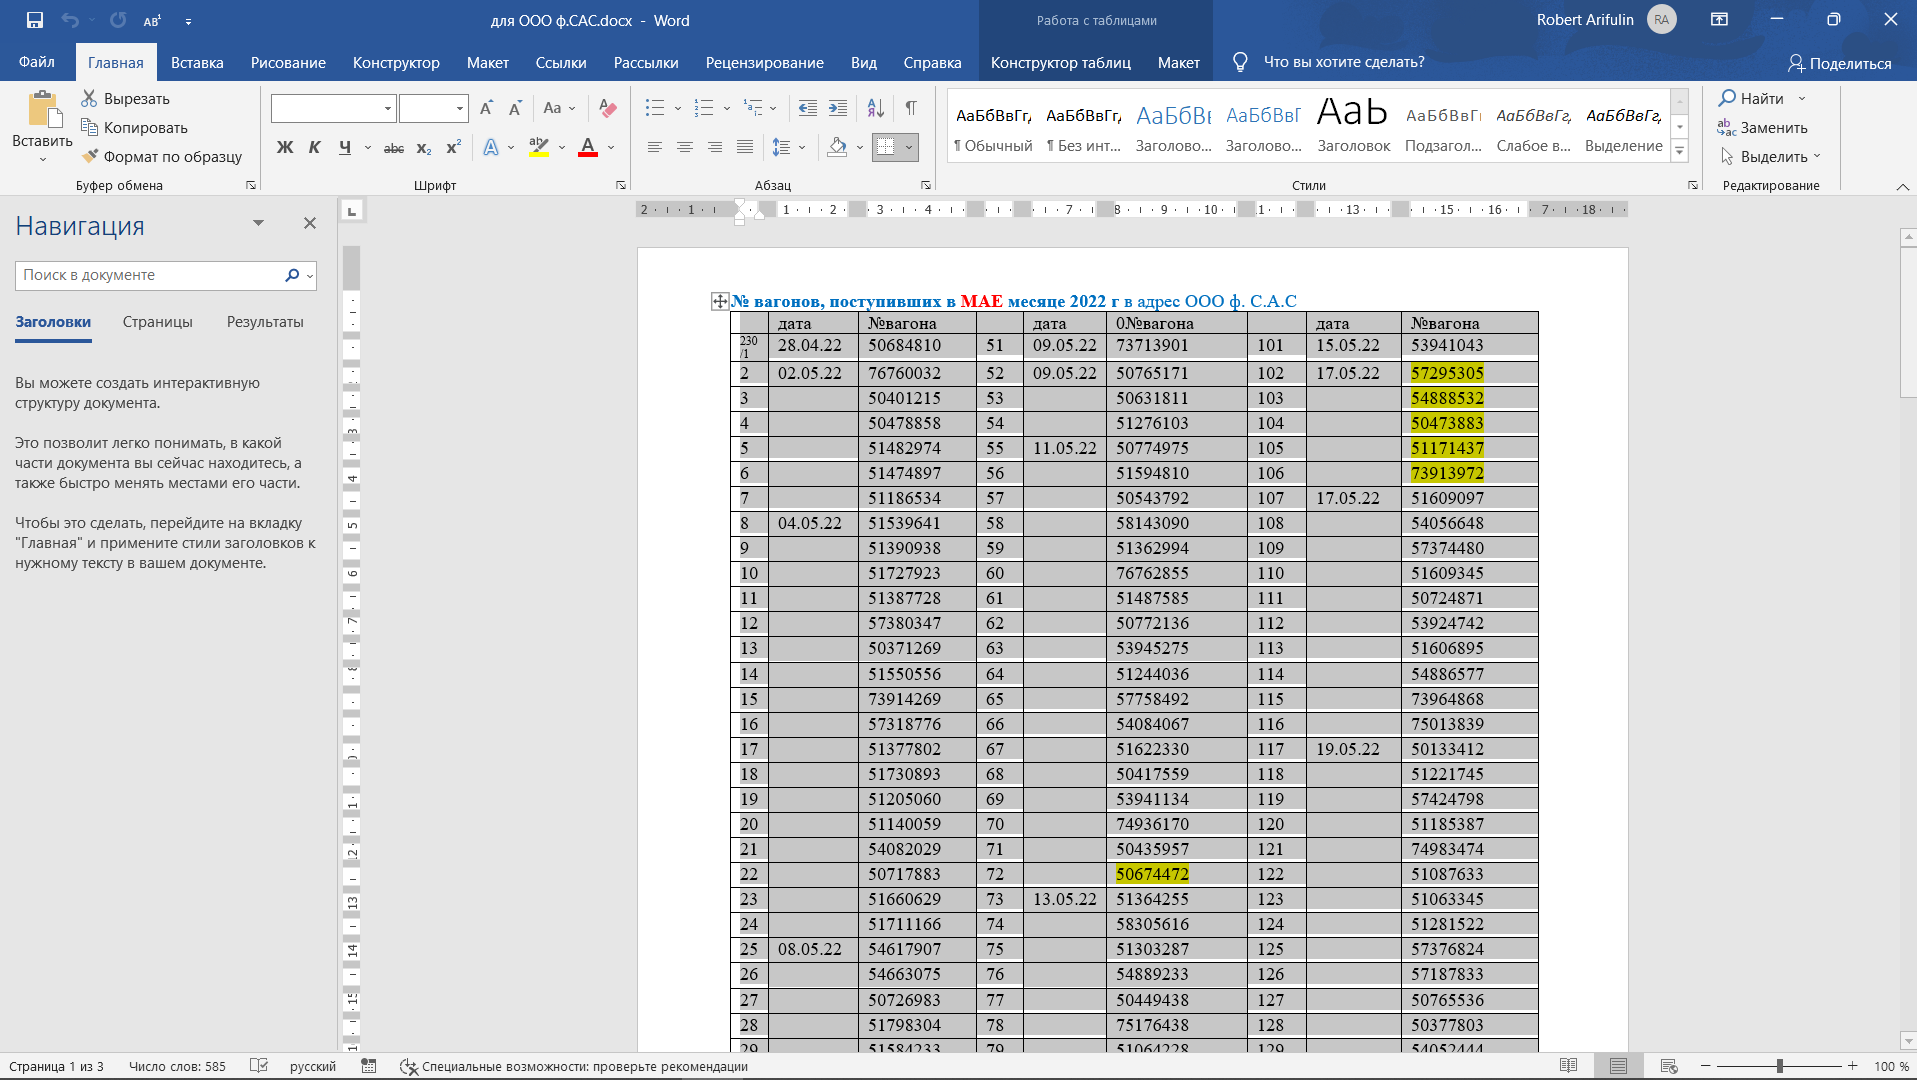 для ООО ф.САС.docx - Word
Работа с таблицами
Robert Arifulin
RA
Файл Главная Вставка Рисование Конструктор Макет Ссылки Рассылки Рецензирование Вид Справка Конструктор таблиц Макет Что вы хотите сделать? Поделиться
Вставить
Вырезать
Копировать
Формат по образцу
Буфер обмена
Aa
Ж К Ч abc x₂ x² A ab A
Шрифт
Абзац
АаБбВвГг, АаБбВвГг, АаБбВв АаБбВвГ АаЬ АаБбВвГг АаБбВвГг, АаБбВвГг,
¶ Обычный ¶ Без инт... Заголово... Заголово... Заголовок Подзагол... Слабое в... Выделение
Стили
Найти
Заменить
Выделить
Редактирование
Навигация
Поиск в документе
Заголовки Страницы Результаты
Вы можете создать интерактивную
структуру документа.
Это позволит легко понимать, в какой
части документа вы сейчас находитесь, а
также быстро менять местами его части.
Чтобы это сделать, перейдите на вкладку
"Главная" и примените стили заголовков к
нужному тексту в вашем документе.
№ вагонов, поступивших в МАЕ месяце 2022 г в адрес ООО ф. С.А.С
дата №вагона дата 0№вагона дата №вагона
230/1 28.04.22 50684810 51 09.05.22 73713901 101 15.05.22 53941043
2 02.05.22 76760032 52 09.05.22 50765171 102 17.05.22 57295305
3 50401215 53 50631811 103 54888532
4 50478858 54 51276103 104 50473883
5 51482974 55 11.05.22 50774975 105 51171437
6 51474897 56 51594810 106 73913972
7 51186534 57 50543792 107 17.05.22 51609097
8 04.05.22 51539641 58 58143090 108 54056648
9 51390938 59 51362994 109 57374480
10 51727923 60 76762855 110 51609345
11 51387728 61 51487585 111 50724871
12 57380347 62 50772136 112 53924742
13 50371269 63 53945275 113 51606895
14 51550556 64 51244036 114 54886577
15 73914269 65 57758492 115 73964868
16 57318776 66 54084067 116 75013839
17 51377802 67 51622330 117 19.05.22 50133412
18 51730893 68 50417559 118 51221745
19 51205060 69 53941134 119 57424798
20 51140059 70 74936170 120 51185387
21 54082029 71 50435957 121 74983474
22 50717883 72 50674472 122 51087633
23 51660629 73 13.05.22 51364255 123 51063345
24 51711166 74 58305616 124 51281522
25 08.05.22 54617907 75 51303287 125 57376824
26 54663075 76 54889233 126 57187833
27 50726983 77 50449438 127 50765536
28 51798304 78 75176438 128 50377803
29 51584233 79 51064228 129 54052444
Страница 1 из 3 Число слов: 585 русский Специальные возможности: проверьте рекомендации 100 %